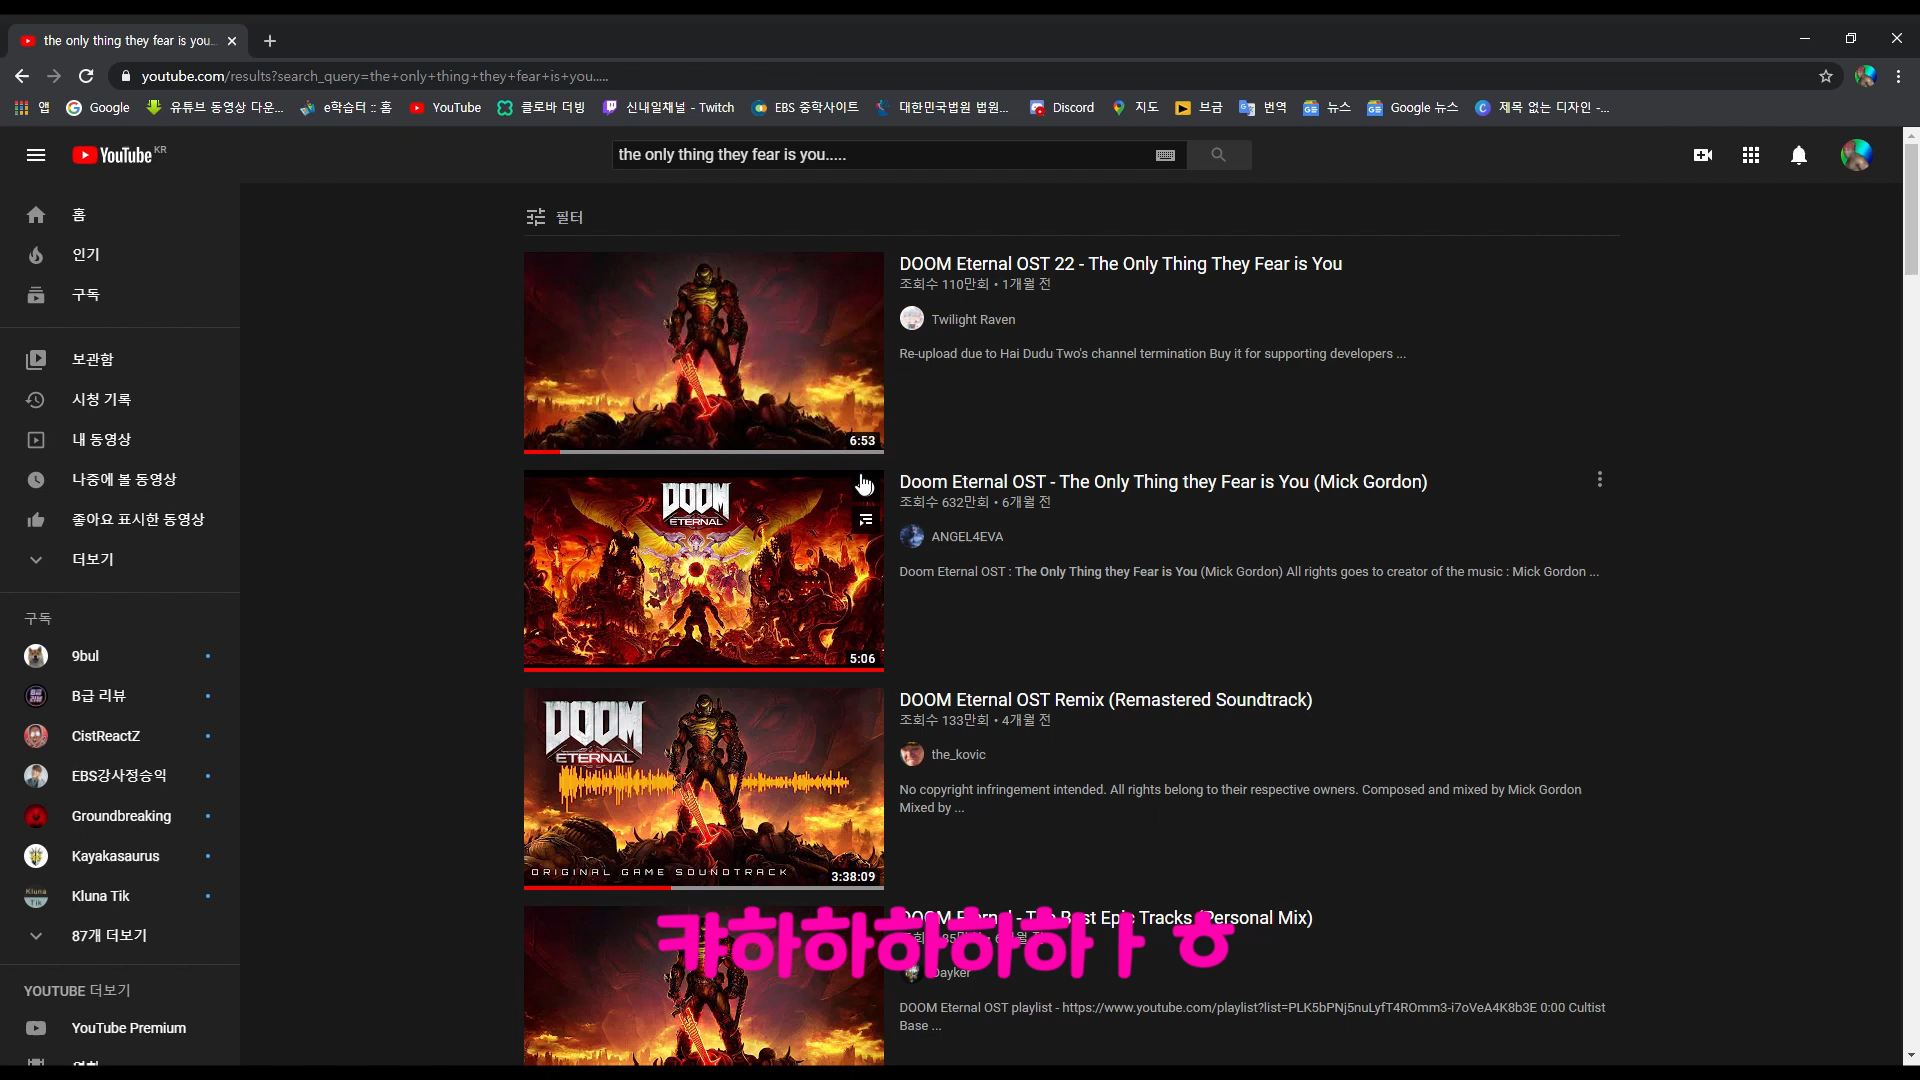 the only thing they fear is you...
youtube.com/results?search_query=the+only+thing+they+fear+is+you.....
앱
Google
유튜브 동영상 다운...
e학습터 :: 홈
YouTube
클로바 더빙
신내일채널 - Twitch
EBS 중학사이트
대한민국법원 법원...
Discord
지도
브금
번역
뉴스
Google 뉴스
제목 없는 디자인 -...
YouTube KR
the only thing they fear is you.....
홈
인기
구독
보관함
시청 기록
내 동영상
나중에 볼 동영상
좋아요 표시한 동영상
더보기
구독
9bul
B급 리뷰
CistReactZ
EBS강사정승익
Groundbreaking
Kayakasaurus
Kluna Tik
87개 더보기
YOUTUBE 더보기
YouTube Premium
필터
6:53
DOOM Eternal OST 22 - The Only Thing They Fear is You
조회수 110만회 • 1개월 전
Twilight Raven
Re-upload due to Hai Dudu Two's channel termination Buy it for supporting developers ...
DOOM
ETERNAL
5:06
Doom Eternal OST - The Only Thing they Fear is You (Mick Gordon)
조회수 632만회 • 6개월 전
ANGEL4EVA
Doom Eternal OST : The Only Thing they Fear is You (Mick Gordon) All rights goes to creator of the music : Mick Gordon ...
DOOM
ETERNAL
ORIGINAL GAME SOUNDTRACK
3:38:09
DOOM Eternal OST Remix (Remastered Soundtrack)
조회수 133만회 • 4개월 전
the_kovic
No copyright infringement intended. All rights belong to their respective owners. Composed and mixed by Mick Gordon
Mixed by ...
DOOM Eternal - The Best Epic Tracks (Personal Mix)
Dayker
DOOM Eternal OST playlist - https://www.youtube.com/playlist?list=PLK5bPNj5nuLyfT4ROmm3-i7oVeA4K8b3E 0:00 Cultist
Base ...
캬하하하하하ㅏ ㅎ